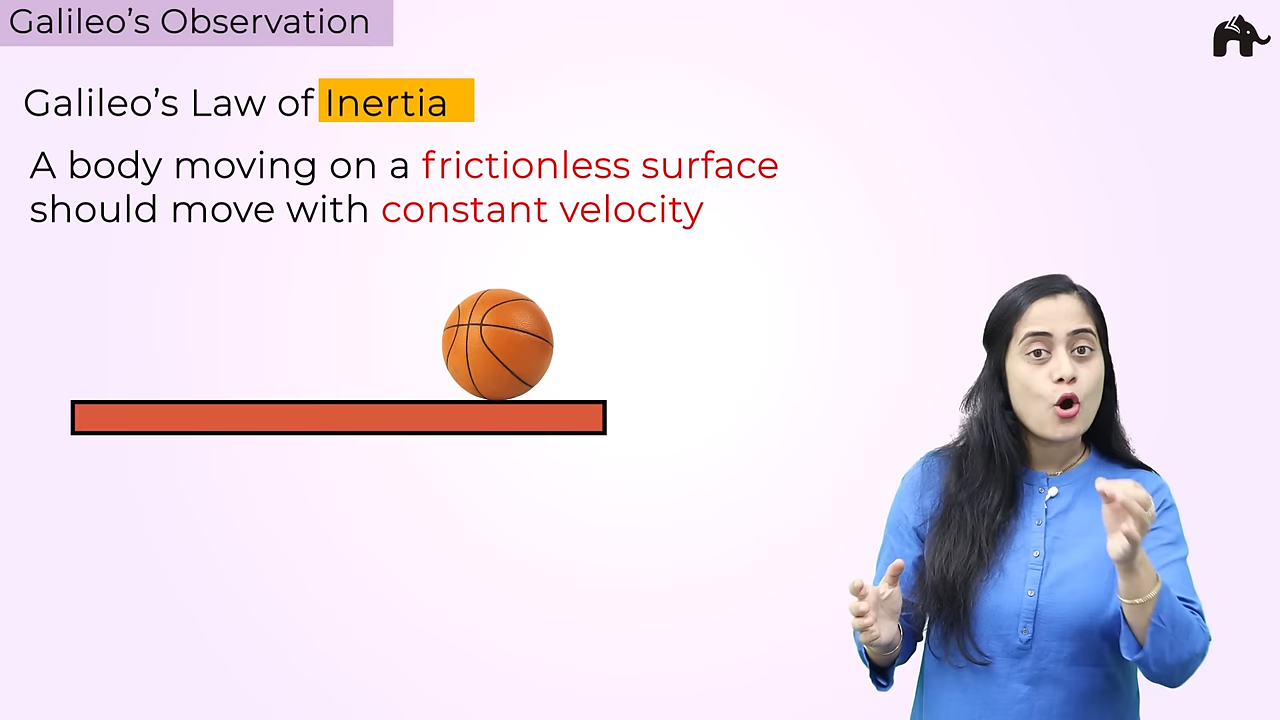 Galileo's Observation
Galileo's Law of Inertia
A body moving on a frictionless surface
should move with constant velocity